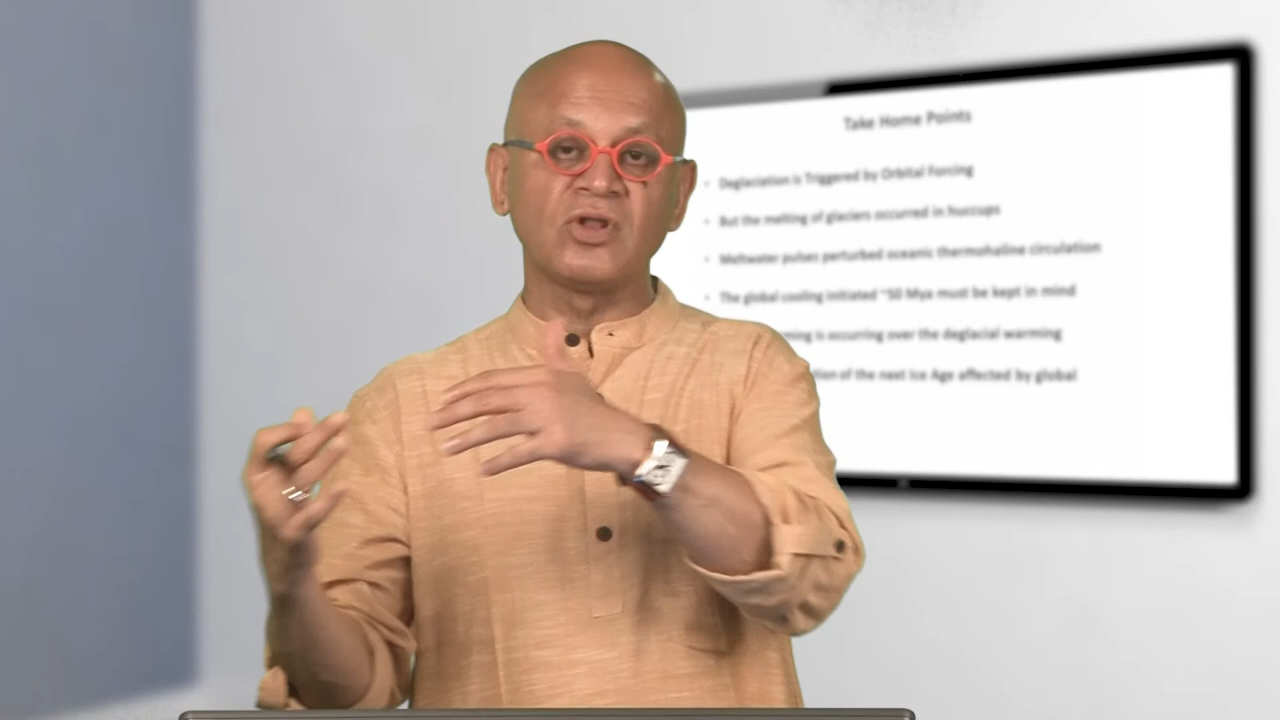 Take Home Points
• Deglaciation is Triggered by Orbital Forcing
• But the melting of glaciers occurred in huccups
• Meltwater pulses perturbed oceanic thermohaline circulation
• The global cooling initiated ~50 Mya must be kept in mind
is occurring over the deglacial warming
of the next Ice Age affected by global